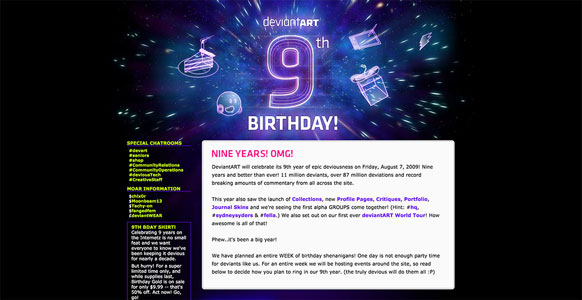 deviantART
9th
BIRTHDAY!
SPECIAL CHATROOMS
#devart
#seniors
#shop
#CommunityRelations
#CommunityOperations
#deviousTech
#CreativeStaff
MOAR INFORMATION
$chix0r
$Moonbeam13
$Tachy-on
$fangedfem
$deviantWEAR
9TH BDAY SHIRT!
Celebrating 9 years on
the Internetz is no small
feat and we want
everyone to know we've
been keeping it devious
for nearly a decade.
But hurry! For a super
limited time only, and
while supplies last,
Birthday Gold is on sale
for only $9.99 — that's
50% off. Act now! Go,
go!
NINE YEARS! OMG!
DeviantART will celebrate its 9th year of epic deviousness on Friday, August 7, 2009! Nine
years and better than ever! 11 million deviants, over 87 million deviations and record
breaking amounts of commentary from all across the site.
This year also saw the launch of Collections, new Profile Pages, Critiques, Portfolio,
Journal Skins and we're seeing the first alpha GROUPS come together! (Hint: #hq,
#sydneysyders & #fella.) We also set out on our first ever deviantART World Tour! How
awesome is all of that!
Phew..it's been a big year!
We have planned an entire WEEK of birthday shenanigans! One day is not enough party time
for deviants like us. For an entire week we will be hosting events around the site, so read
below to decide how you plan to ring in our 9th year. (the truly devious will do them all :P)